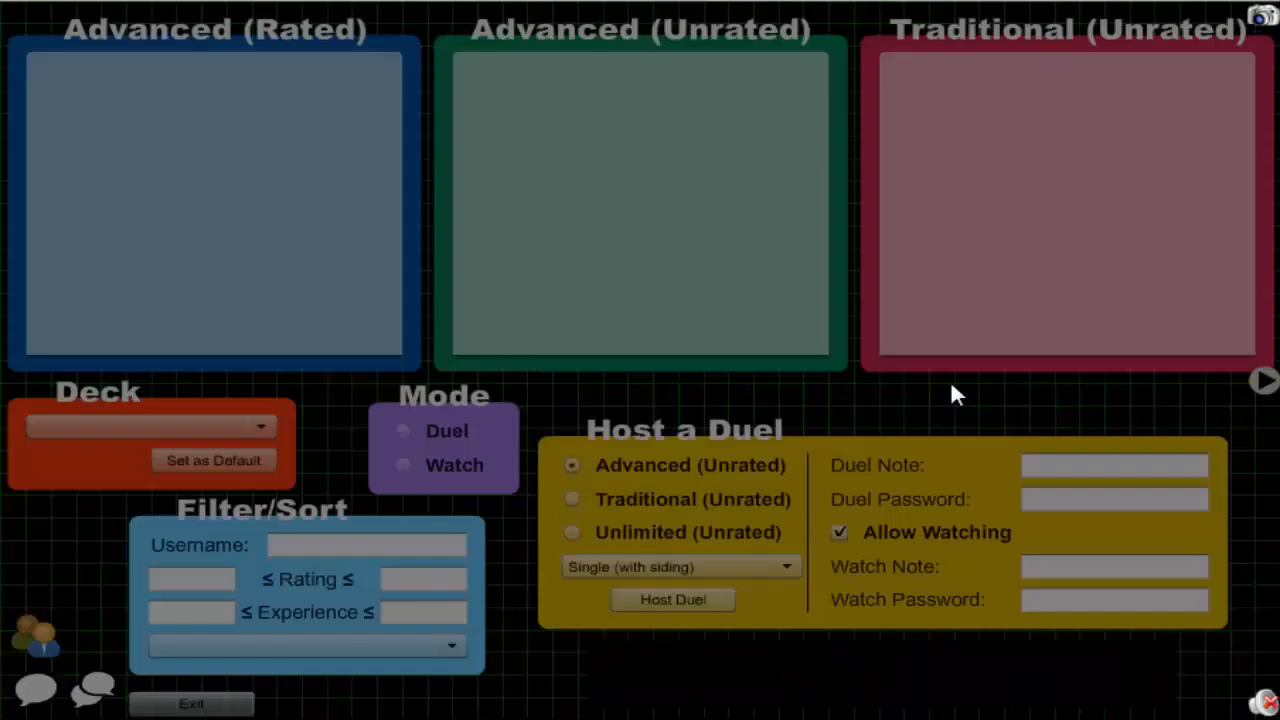 Advanced (Rated)
Advanced (Unrated)
Traditional (Unrated)
Deck
Set as Default
Mode
Duel
Watch
Filter/Sort
Username:
≤ Rating ≤
≤ Experience ≤
Exit
Host a Duel
Advanced (Unrated)
Traditional (Unrated)
Unlimited (Unrated)
Single (with siding)
Host Duel
Duel Note:
Duel Password:
Allow Watching
Watch Note:
Watch Password: